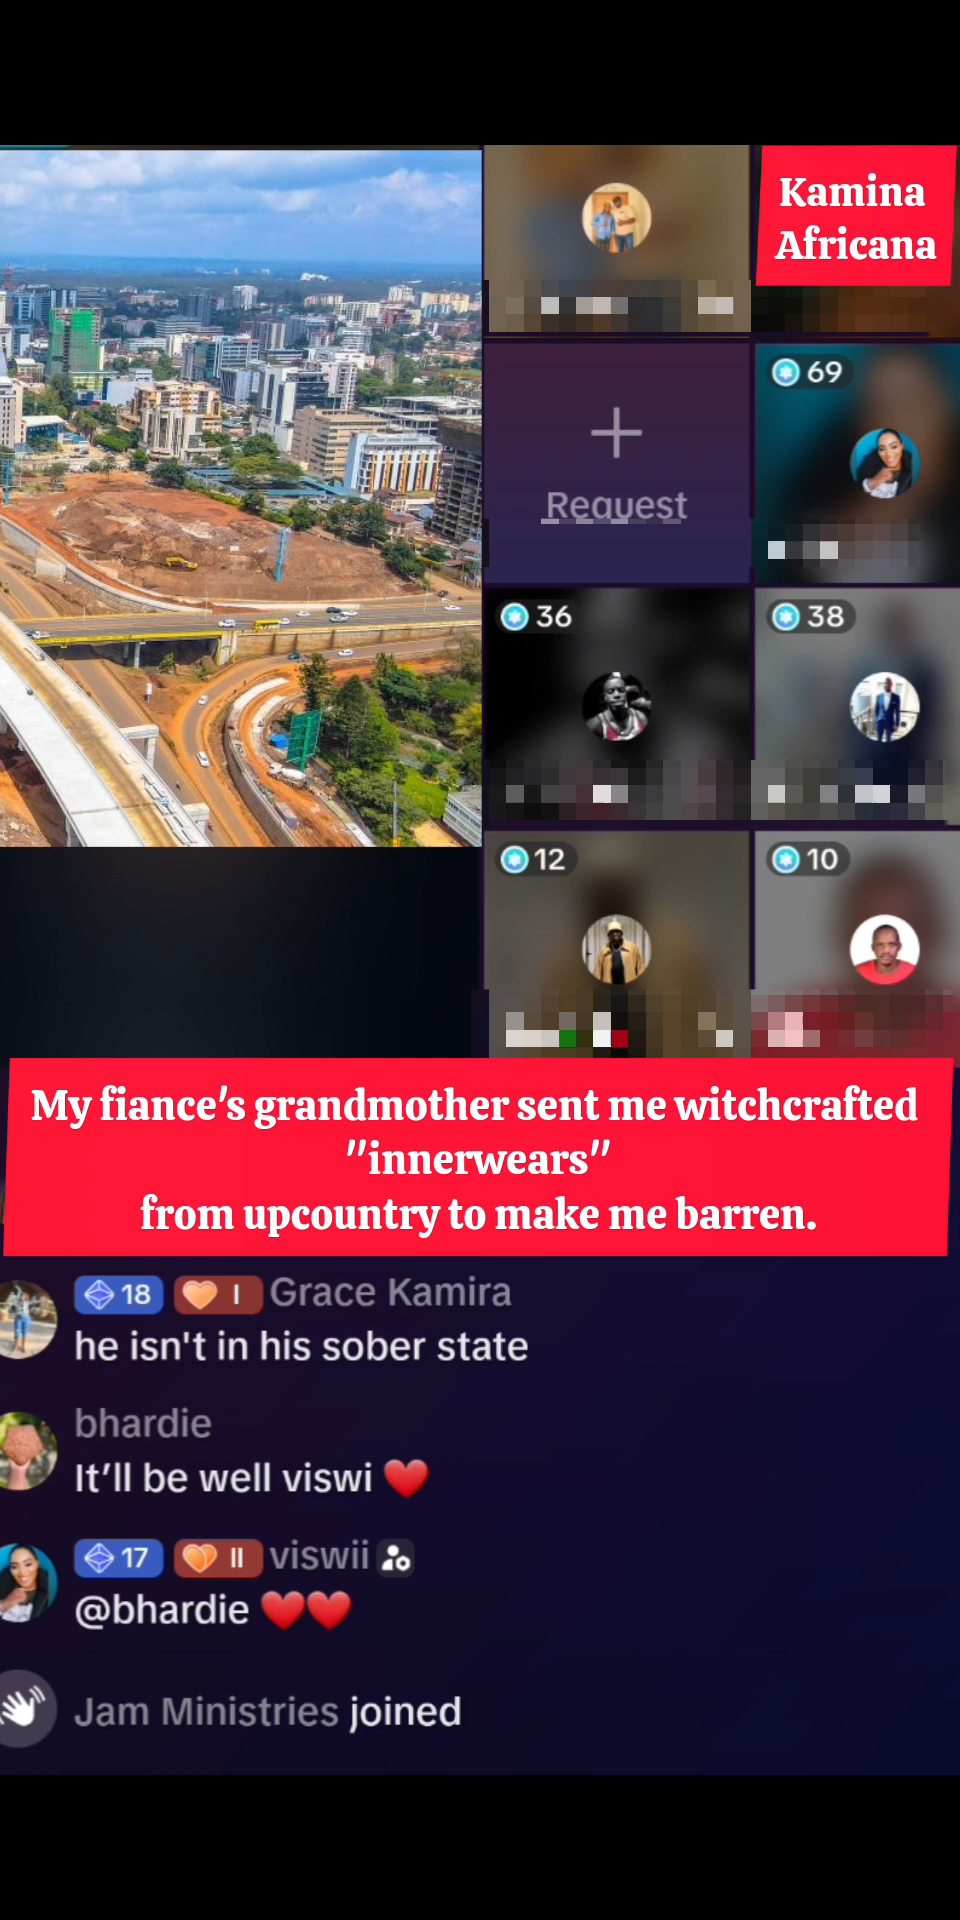 Kamina
Africana
+
Request
69
36
38
12
10
My fiance's grandmother sent me witchcrafted
"innerwears"
from upcountry to make me barren.
18 I Grace Kamira
he isn't in his sober state
bhardie
It'll be well viswi ❤️
17 II viswii
@bhardie ❤️❤️
Jam Ministries joined